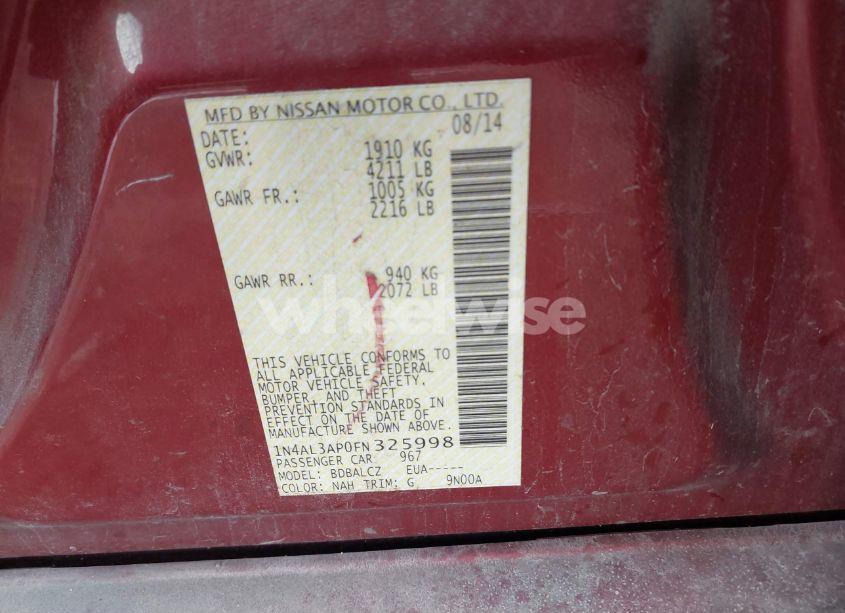 MFD BY NISSAN MOTOR CO., LTD.
DATE: 08/14
GVWR: 1910 KG
4211 LB
GAWR FR.: 1005 KG
2216 LB
GAWR RR.: 940 KG
2072 LB
wheelwise
THIS VEHICLE CONFORMS TO
ALL APPLICABLE FEDERAL
MOTOR VEHICLE SAFETY,
BUMPER, AND THEFT
PREVENTION STANDARDS IN
EFFECT ON THE DATE OF
MANUFACTURE SHOWN ABOVE.
1N4AL3AP0FN325998
PASSENGER CAR 967
MODEL: BDBALCZ EUA-----
COLOR: NAH TRIM: G 9N00A